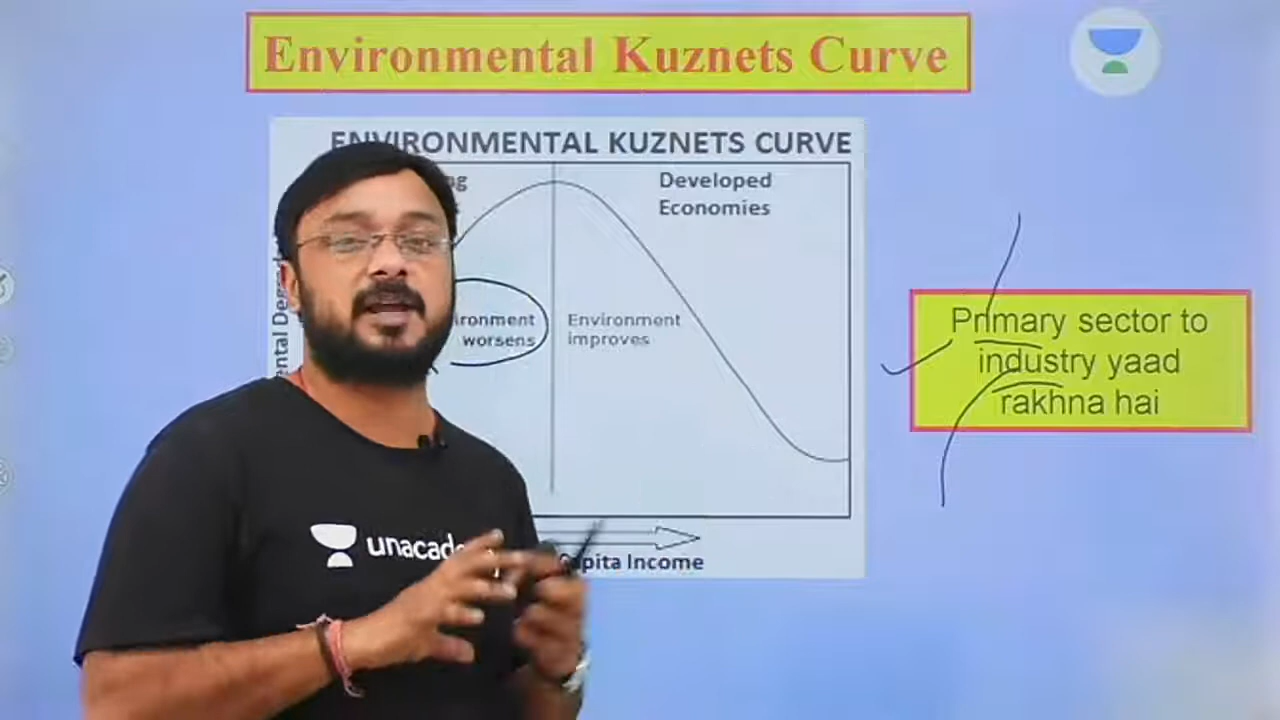 Environmental Kuznets Curve
ENVIRONMENTAL KUZNETS CURVE
Developed
Economies
worsens
Environment
improves
Capita Income
Primary sector to
industry yaad
rakhna hai